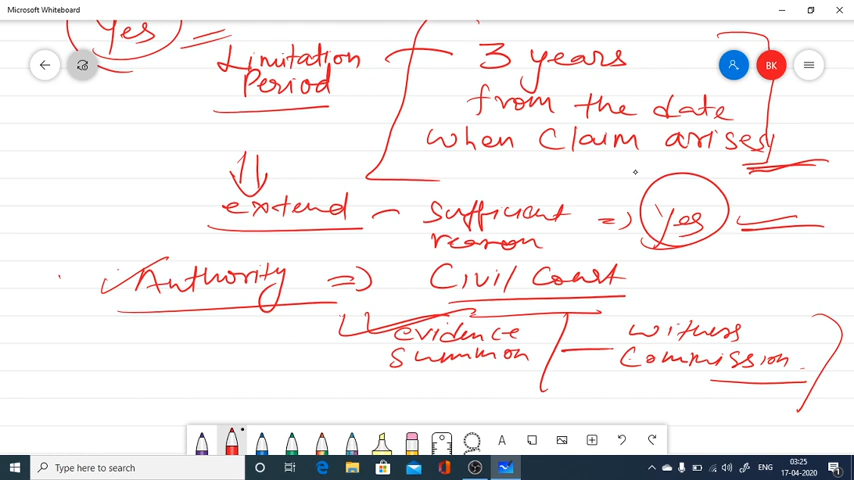 Microsoft Whiteboard
Yes
BK
Limitation Period
3 years
from the date
when Claim arises
extend — sufficient reason => Yes
Authority => Civil Court
evidence
summon
witness
Commission
A
Type here to search
ENG
03:25
17-04-2020
1